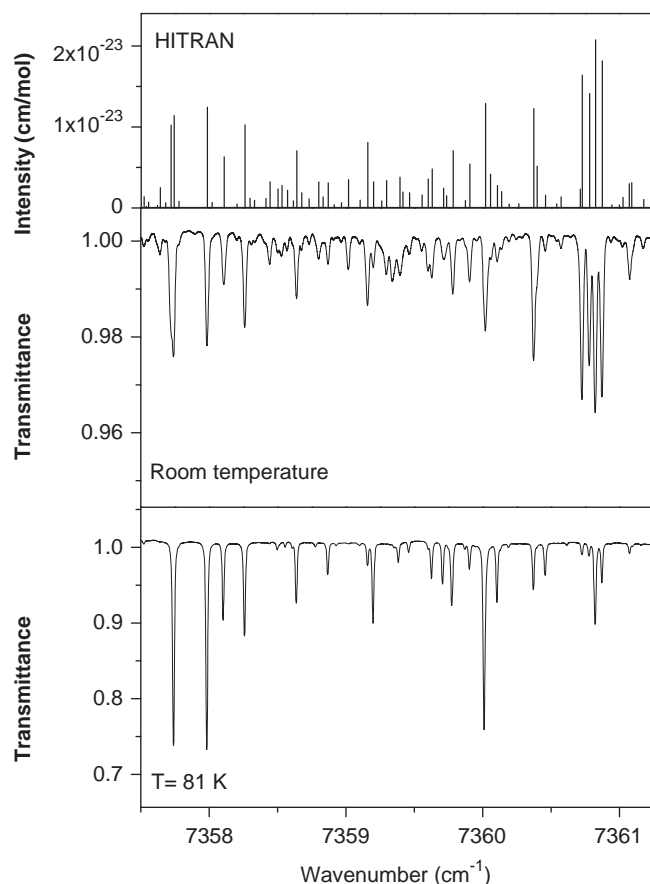 HITRAN
2x10-23
1x10-23
0
Intensity (cm/mol)
1.00
0.98
0.96
Transmittance
Room temperature
1.0
0.9
0.8
0.7
Transmittance
T= 81 K
7358
7359
7360
7361
Wavenumber (cm-1)